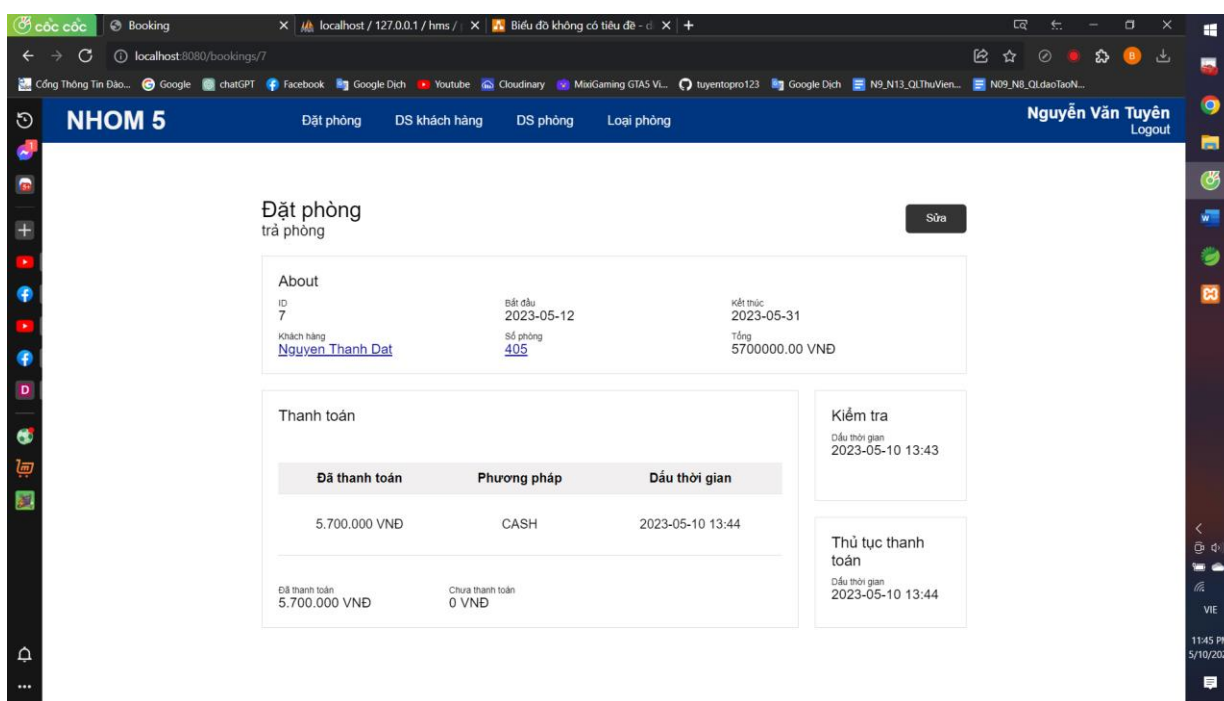 cốc cốc
Booking
localhost / 127.0.0.1 / hms /
Biểu đồ không có tiêu đề - d
localhost:8080/bookings/7
Cổng Thông Tin Đào...
Google
chatGPT
Facebook
Google Dịch
Youtube
Cloudinary
MixiGaming GTA5 Vi...
tuyentopro123
Google Dịch
N9_N13_QLThuVien...
N09_N8_QLdaoTaoN...
NHOM 5
Đặt phòng
DS khách hàng
DS phòng
Loại phòng
Nguyễn Văn Tuyên
Logout
Đặt phòng
trả phòng
Sửa
About
ID
7
Bắt đầu
2023-05-12
Kết thúc
2023-05-31
Khách hàng
Nguyen Thanh Dat
Số phòng
405
Tổng
5700000.00 VNĐ
Thanh toán
Đã thanh toán Phương pháp Dấu thời gian
5.700.000 VNĐ CASH 2023-05-10 13:44
Đã thanh toán
5.700.000 VNĐ
Chưa thanh toán
0 VNĐ
Kiểm tra
Dấu thời gian
2023-05-10 13:43
Thủ tục thanh
toán
Dấu thời gian
2023-05-10 13:44
VIE
11:45 PM
5/10/202